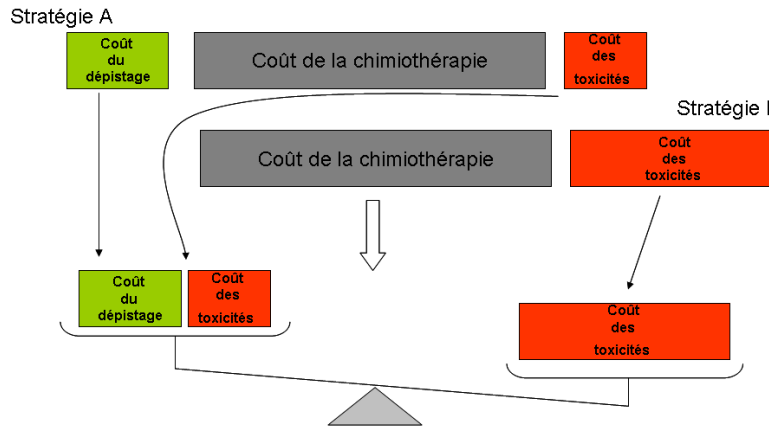 Stratégie A
Coût
du
dépistage
Coût de la chimiothérapie
Coût
des
toxicités
Stratégie
Coût de la chimiothérapie
Coût
des
toxicités
Coût
du
dépistage
Coût
des
toxicités
Coût
des
toxicités